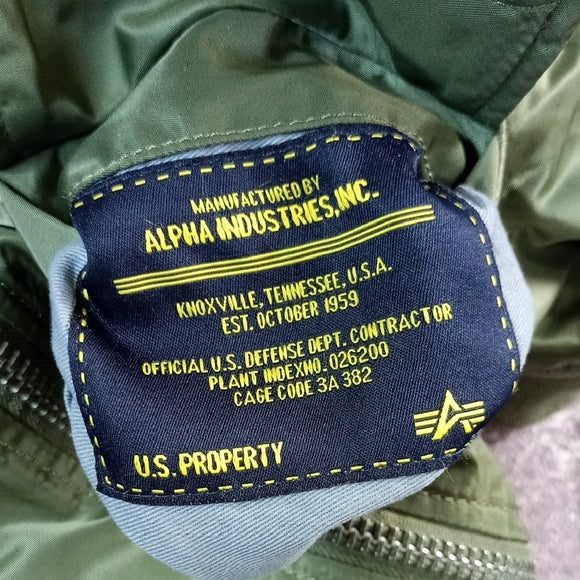 MANUFACTURED BY
ALPHA INDUSTRIES, INC.
KNOXVILLE, TENNESSEE, U.S.A.
EST. OCTOBER 1959
OFFICIAL U.S. DEFENSE DEPT. CONTRACTOR
PLANT INDEXNO. 026200
CAGE CODE 3A 382
U.S. PROPERTY